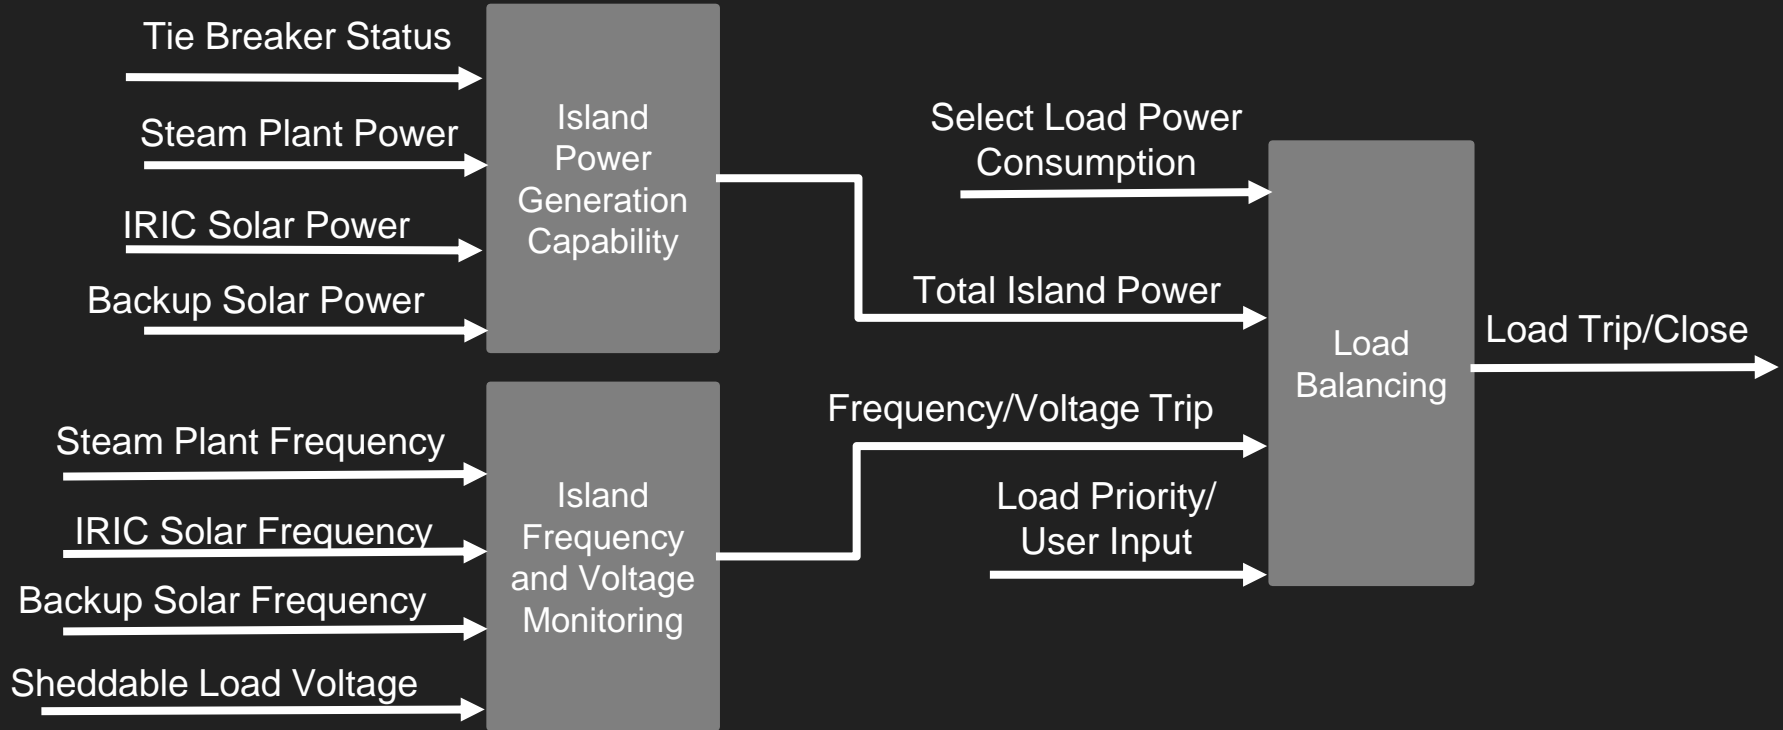 Tie Breaker Status
Steam Plant Power
IRIC Solar Power
Backup Solar Power
Island
Power
Generation
Capability
Select Load Power
Consumption
Total Island Power
Load
Balancing
Load Trip/Close
Frequency/Voltage Trip
Load Priority/
User Input
Steam Plant Frequency
IRIC Solar Frequency
Backup Solar Frequency
Sheddable Load Voltage
Island
Frequency
and Voltage
Monitoring